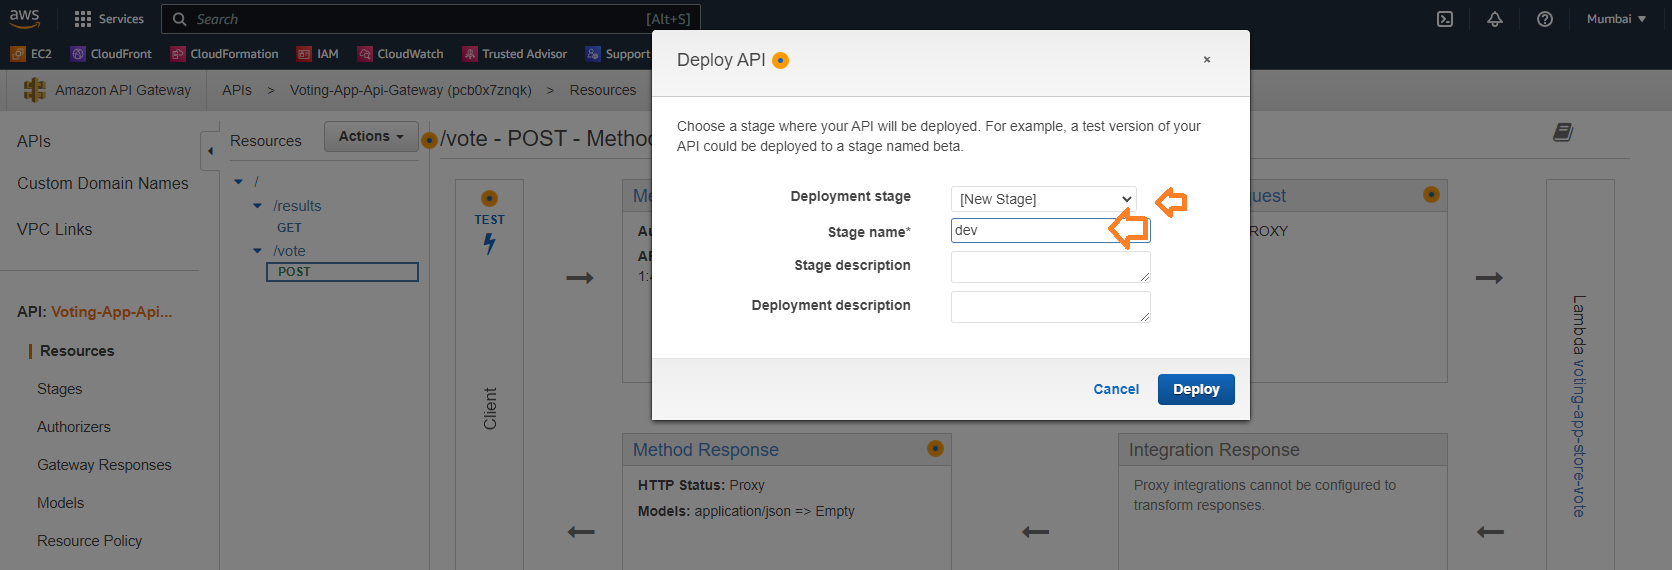 aws
Services
Search
[Alt+S]
Mumbai
EC2
CloudFront
CloudFormation
IAM
CloudWatch
Trusted Advisor
Support
Amazon API Gateway
APIs > Voting-App-Api-Gateway (pcb0x7znqk) > Resources
APIs
Custom Domain Names
VPC Links
API: Voting-App-Api...
Resources
Stages
Authorizers
Gateway Responses
Models
Resource Policy
Resources
Actions
/
/results
GET
/vote
POST
/vote - POST - Metho
TEST
Client
Deploy API
×
Choose a stage where your API will be deployed. For example, a test version of your
API could be deployed to a stage named beta.
Deployment stage
[New Stage]
Stage name*
dev
Stage description
Deployment description
Cancel
Deploy
uest
ROXY
Method Response
HTTP Status: Proxy
Models: application/json => Empty
Integration Response
Proxy integrations cannot be configured to
transform responses.
Lambda voting-app-store-vote